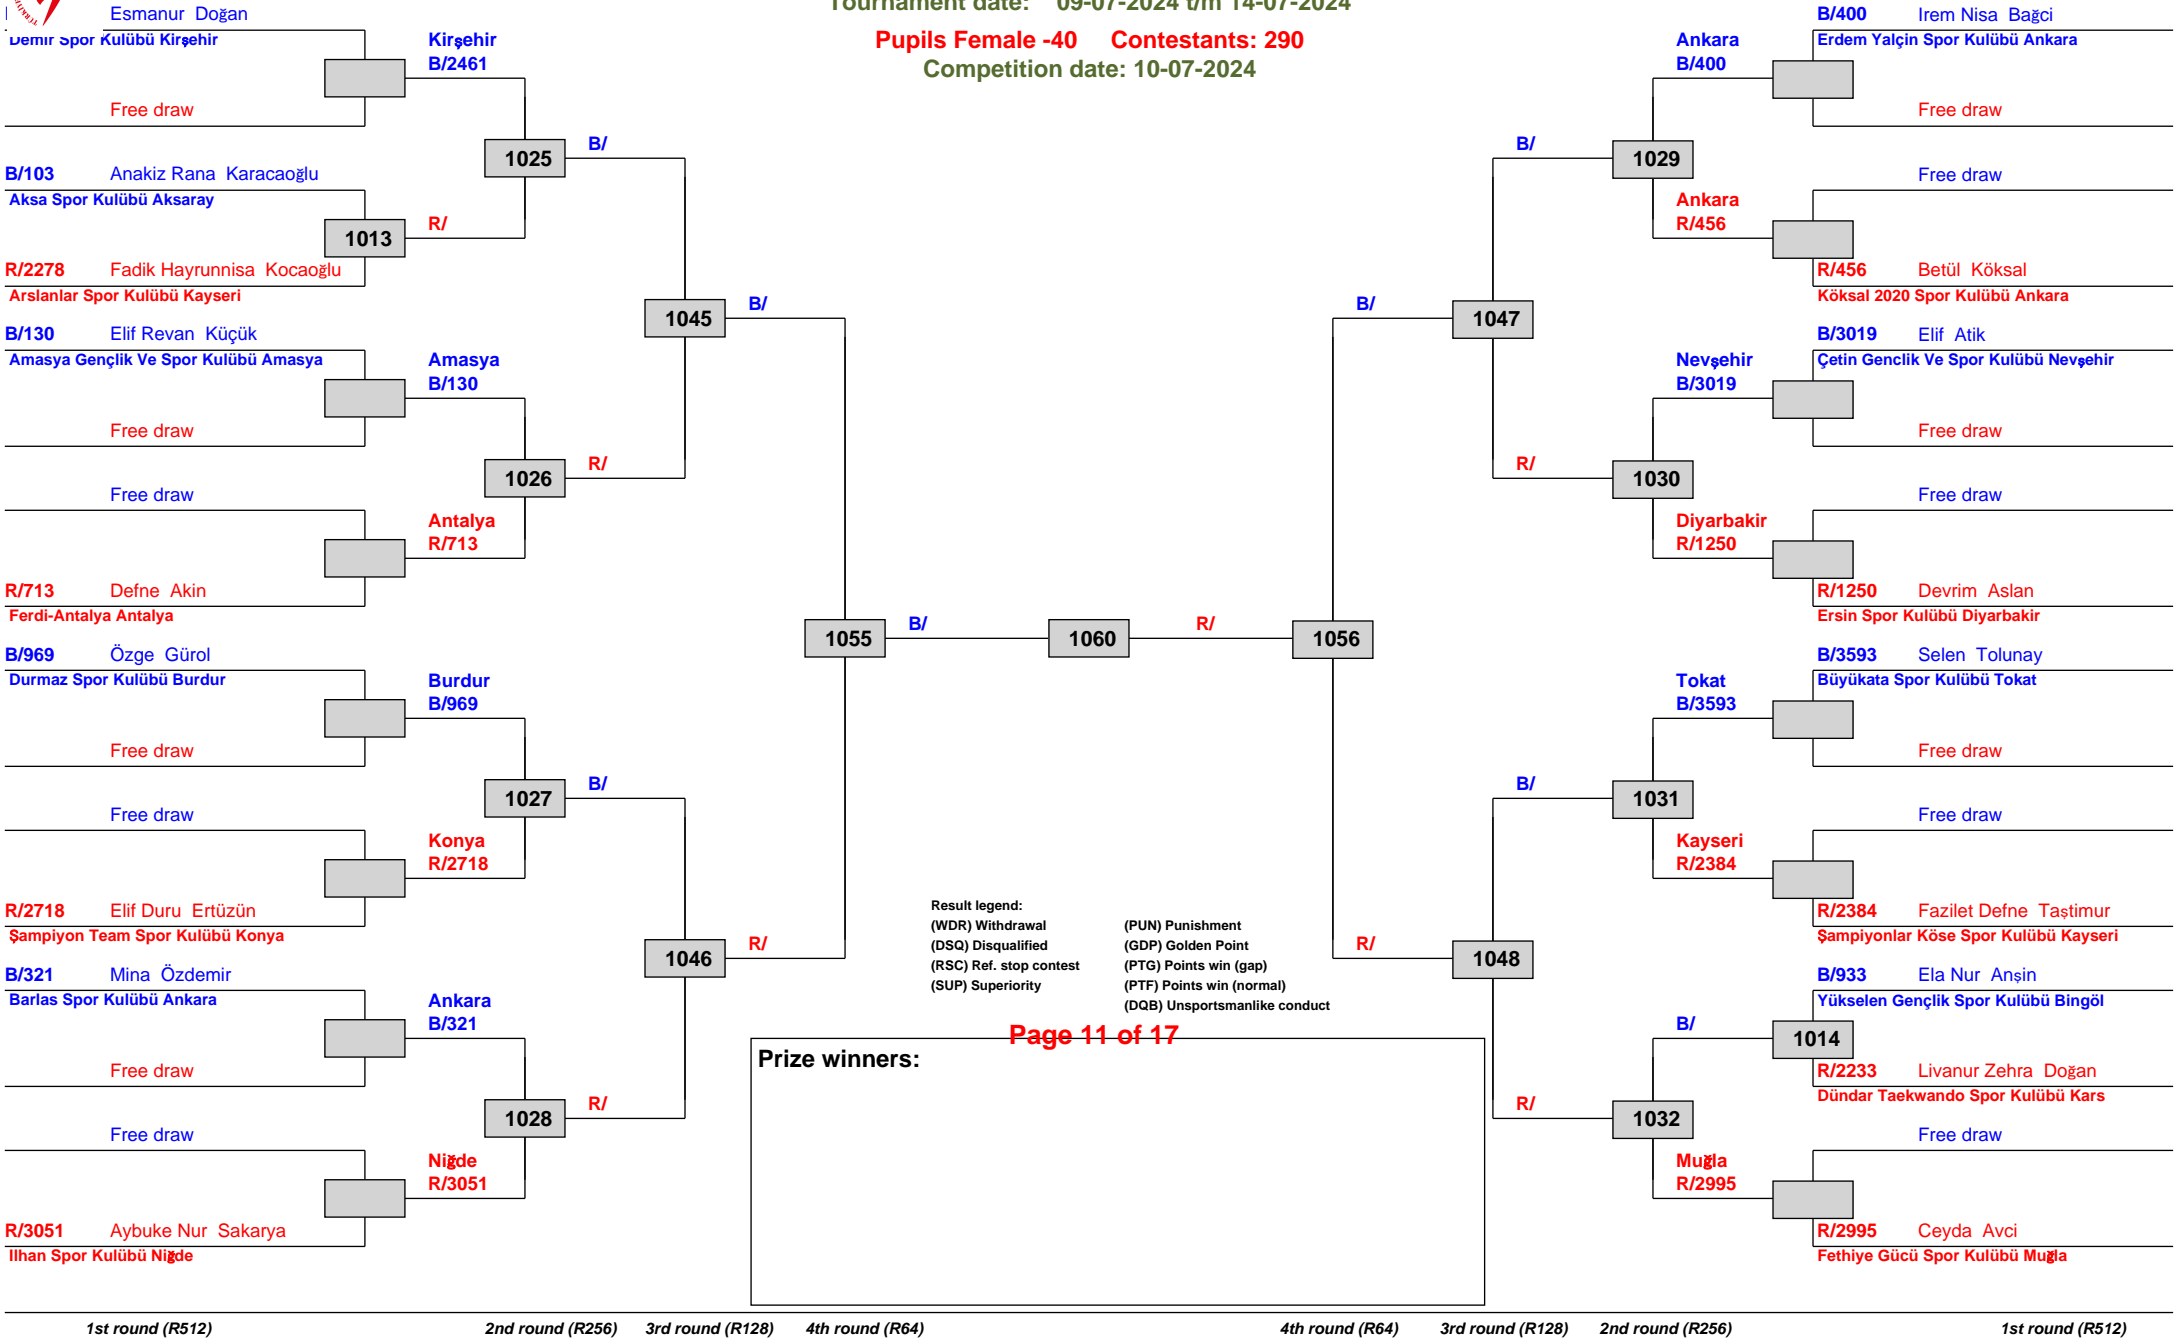 Tournament date: 09-07-2024 t/m 14-07-2024
Pupils Female -40 Contestants: 290
Competition date: 10-07-2024
Esmanur Doğan
Demir Spor Kulübü Kirşehir
Free draw
Kirşehir
B/2461
1025
B/
B/103 Anakiz Rana Karacaoğlu
Aksa Spor Kulübü Aksaray
1013
R/
R/2278 Fadik Hayrunnisa Kocaoğlu
Arslanlar Spor Kulübü Kayseri
1045
B/
B/130 Elif Revan Küçük
Amasya Gençlik Ve Spor Kulübü Amasya
Amasya
B/130
Free draw
1026
R/
Free draw
Antalya
R/713
R/713 Defne Akin
Ferdi-Antalya Antalya
1055
B/
B/969 Özge Gürol
Durmaz Spor Kulübü Burdur
Burdur
B/969
Free draw
1027
B/
Free draw
Konya
R/2718
R/2718 Elif Duru Ertüzün
Şampiyon Team Spor Kulübü Konya
1046
R/
B/321 Mina Özdemir
Barlas Spor Kulübü Ankara
Ankara
B/321
Free draw
1028
R/
Free draw
Niğde
R/3051
R/3051 Aybuke Nur Sakarya
Ilhan Spor Kulübü Niğde
1060
R/
1056
B/400 Irem Nisa Bağci
Erdem Yalçin Spor Kulübü Ankara
Ankara
B/400
Free draw
B/
1029
Free draw
Ankara
R/456
R/456 Betül Köksal
Köksal 2020 Spor Kulübü Ankara
B/
1047
B/3019 Elif Atik
Çetin Genclik Ve Spor Kulübü Nevşehir
Nevşehir
B/3019
Free draw
R/
1030
Free draw
Diyarbakir
R/1250
R/1250 Devrim Aslan
Ersin Spor Kulübü Diyarbakir
B/3593 Selen Tolunay
Büyükata Spor Kulübü Tokat
Tokat
B/3593
Free draw
B/
1031
Free draw
Kayseri
R/2384
R/2384 Fazilet Defne Taştimur
Şampiyonlar Köse Spor Kulübü Kayseri
R/
1048
B/933 Ela Nur Anşin
Yükselen Gençlik Spor Kulübü Bingöl
B/
1014
R/2233 Livanur Zehra Doğan
Dündar Taekwando Spor Kulübü Kars
R/
1032
Free draw
Muğla
R/2995
R/2995 Ceyda Avci
Fethiye Gücü Spor Kulübü Muğla
Result legend:
(WDR) Withdrawal (PUN) Punishment
(DSQ) Disqualified (GDP) Golden Point
(RSC) Ref. stop contest (PTG) Points win (gap)
(SUP) Superiority (PTF) Points win (normal)
(DQB) Unsportsmanlike conduct
Page 11 of 17
Prize winners:
1st round (R512) 2nd round (R256) 3rd round (R128) 4th round (R64) 4th round (R64) 3rd round (R128) 2nd round (R256) 1st round (R512)